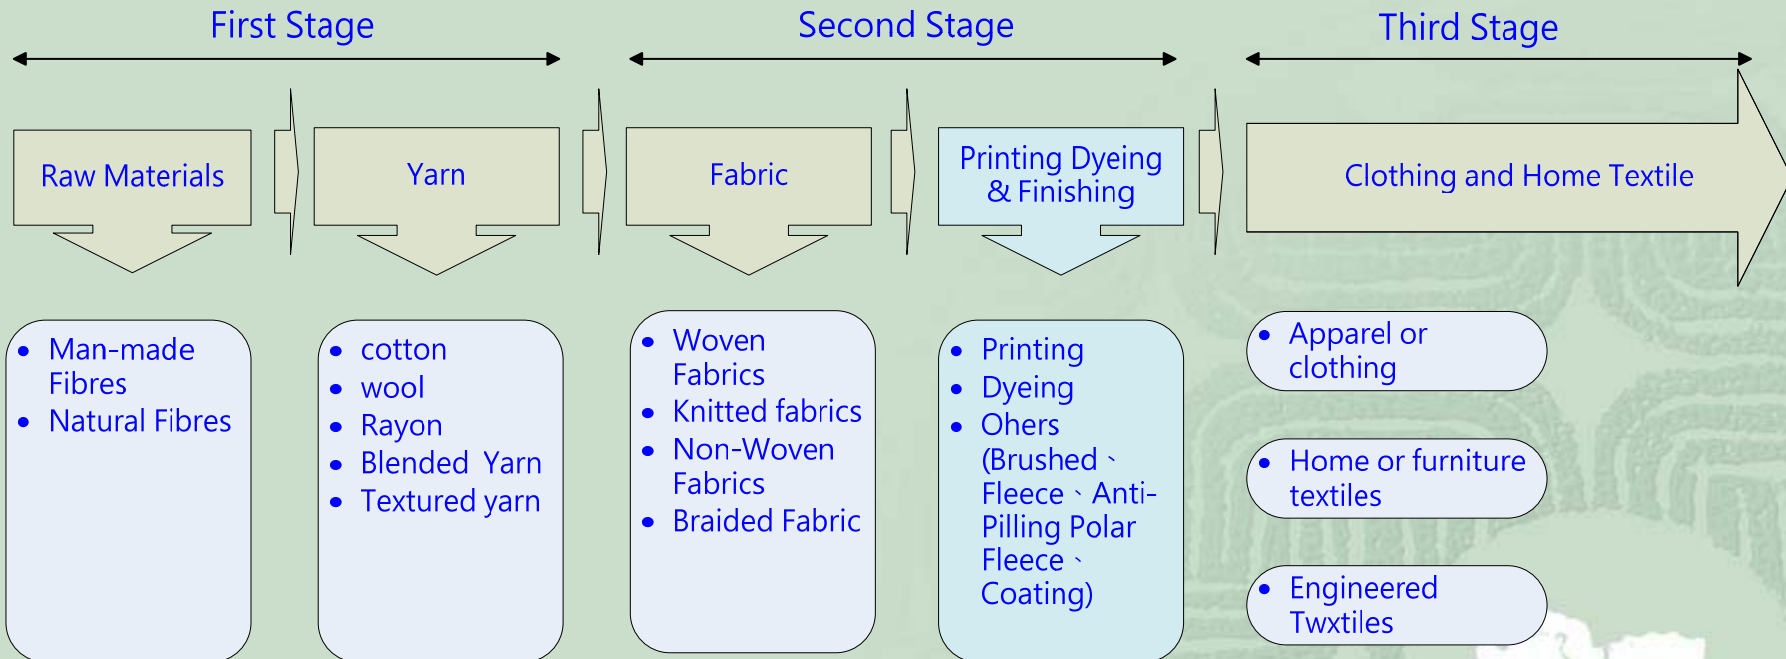 First Stage
Second Stage
Third Stage
Raw Materials
Yarn
Fabric
Printing Dyeing
& Finishing
Clothing and Home Textile
• Man-made
Fibres
• Natural Fibres
• cotton
• wool
• Rayon
• Blended Yarn
• Textured yarn
• Woven
Fabrics
• Knitted fabrics
• Non-Woven
Fabrics
• Braided Fabric
• Printing
• Dyeing
• Ohers
(Brushed、
Fleece、Anti-
Pilling Polar
Fleece、
Coating)
• Apparel or
clothing
• Home or furniture
textiles
• Engineered
Twxtiles